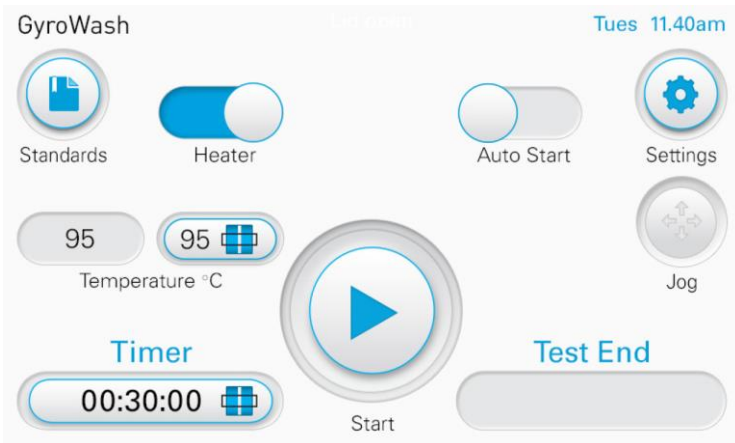 GyroWash
Tues 11.40am
Standards
Heater
Auto Start
Settings
95
95
Temperature °C
Jog
Timer
Test End
00:30:00
Start